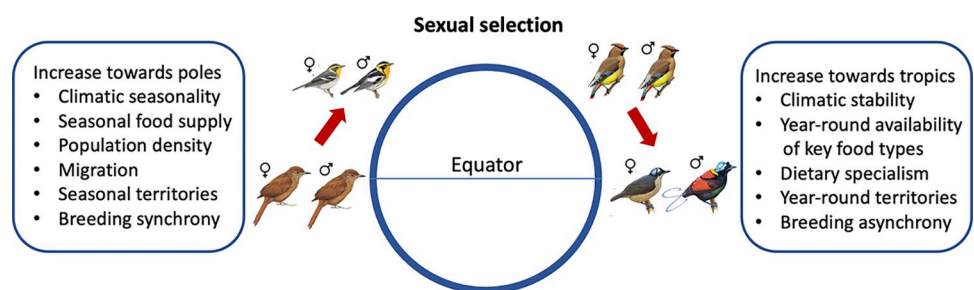 Sexual selection
Increase towards poles
• Climatic seasonality
• Seasonal food supply
• Population density
• Migration
• Seasonal territories
• Breeding synchrony
♀ ♂
♀ ♂
Equator
♀ ♂
♀ ♂
Increase towards tropics
• Climatic stability
• Year-round availability
of key food types
• Dietary specialism
• Year-round territories
• Breeding asynchrony